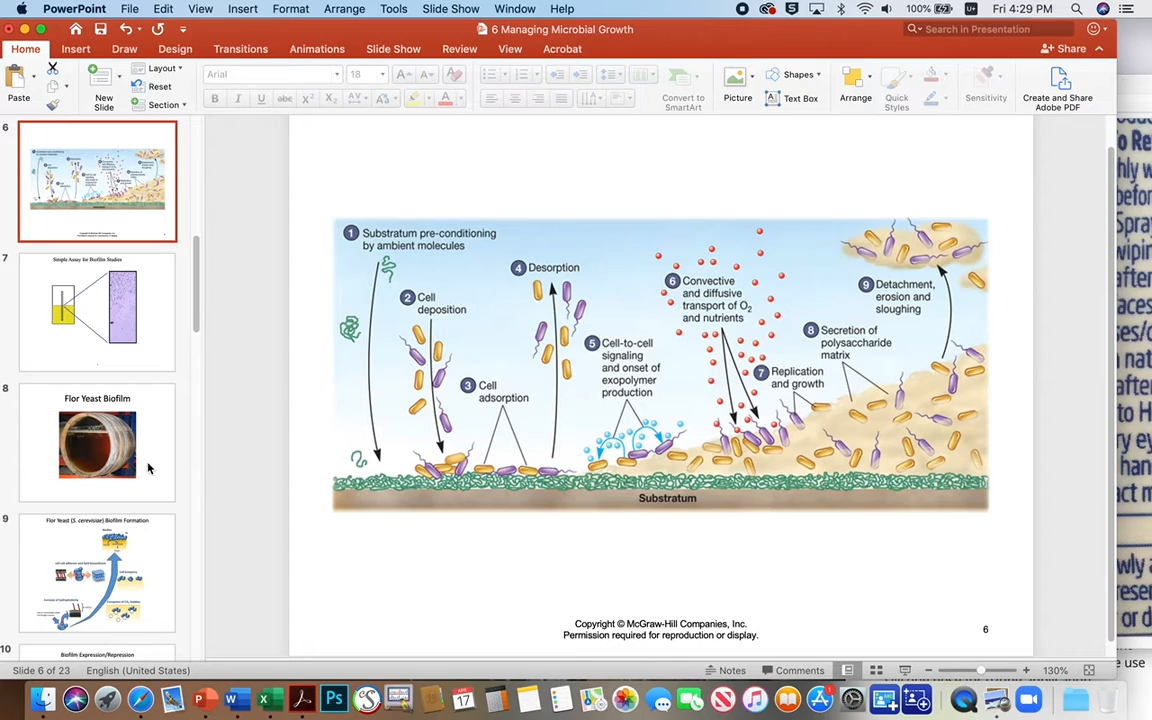 PowerPoint File Edit View Insert Format Arrange Tools Slide Show Window Help 100% Fri 4:29 PM
6 Managing Microbial Growth
Search in Presentation
Home Insert Draw Design Transitions Animations Slide Show Review View Acrobat Share
Paste
New
Slide
Layout
Reset
Section
Arial 18
Convert to
SmartArt
Picture
Shapes
Text Box
Arrange
Quick
Styles
Sensitivity
Create and Share
Adobe PDF
6
7
Simple Assay for Biofilm Studies
8
Flor Yeast Biofilm
9
Flor Yeast (S. cerevisiae) Biofilm Formation
10
Biofilm Expression/Repression
1 Substratum pre-conditioning
by ambient molecules
2 Cell
deposition
3 Cell
adsorption
4 Desorption
5 Cell-to-cell
signaling
and onset of
exopolymer
production
6 Convective
and diffusive
transport of O2
and nutrients
7 Replication
and growth
8 Secretion of
polysaccharide
matrix
9 Detachment,
erosion and
sloughing
Substratum
Copyright © McGraw-Hill Companies, Inc.
Permission required for reproduction or display.
6
Slide 6 of 23 English (United States) Notes Comments 130%
APR
17